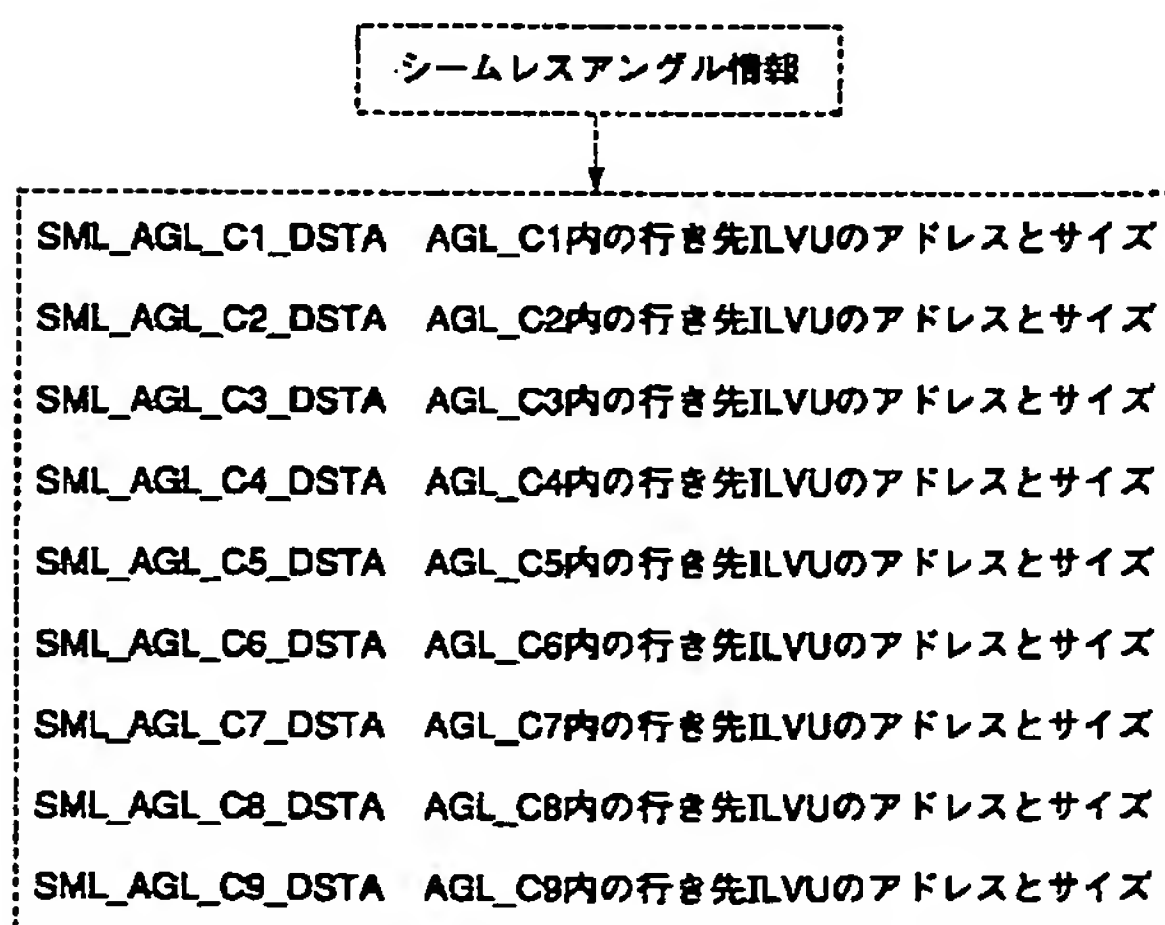 シームレスアングル情報
SML_AGL_C1_DSTA AGL_C1内の行き先ILVUのアドレスとサイズ
SML_AGL_C2_DSTA AGL_C2内の行き先ILVUのアドレスとサイズ
SML_AGL_C3_DSTA AGL_C3内の行き先ILVUのアドレスとサイズ
SML_AGL_C4_DSTA AGL_C4内の行き先ILVUのアドレスとサイズ
SML_AGL_C5_DSTA AGL_C5内の行き先ILVUのアドレスとサイズ
SML_AGL_C6_DSTA AGL_C6内の行き先ILVUのアドレスとサイズ
SML_AGL_C7_DSTA AGL_C7内の行き先ILVUのアドレスとサイズ
SML_AGL_C8_DSTA AGL_C8内の行き先ILVUのアドレスとサイズ
SML_AGL_C9_DSTA AGL_C9内の行き先ILVUのアドレスとサイズ